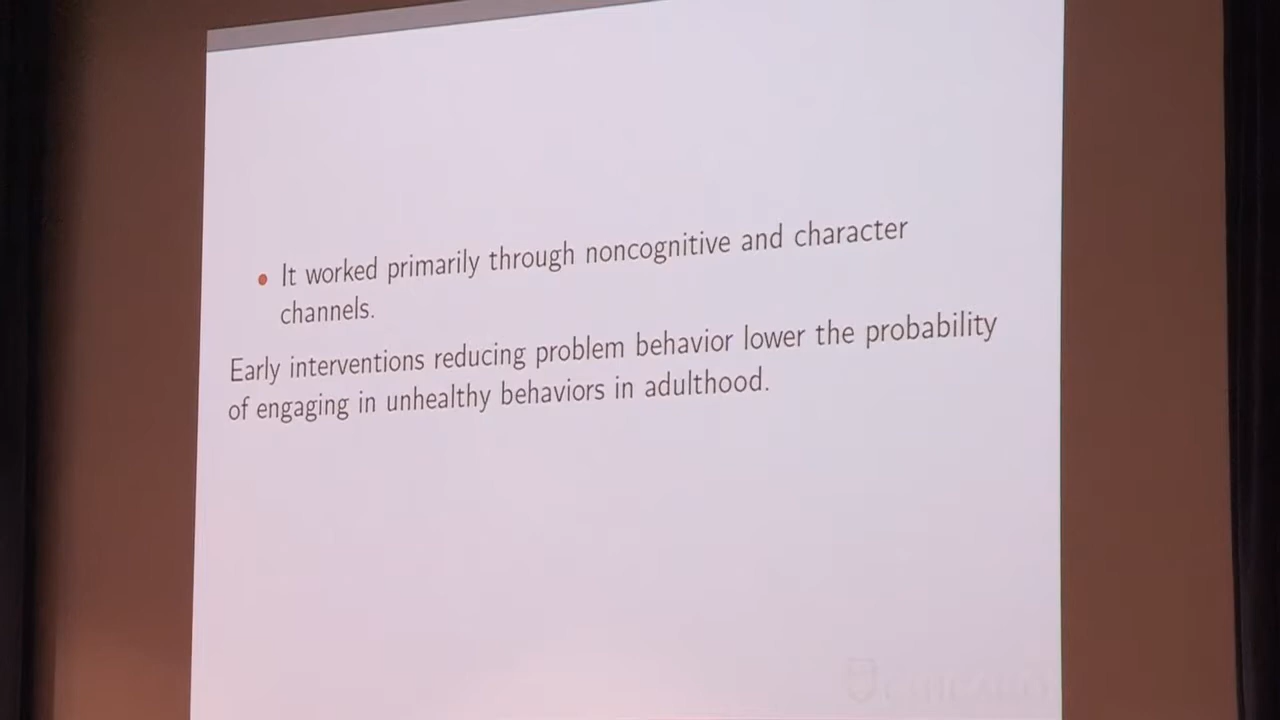 • It worked primarily through noncognitive and character
channels.
Early interventions reducing problem behavior lower the probability
of engaging in unhealthy behaviors in adulthood.